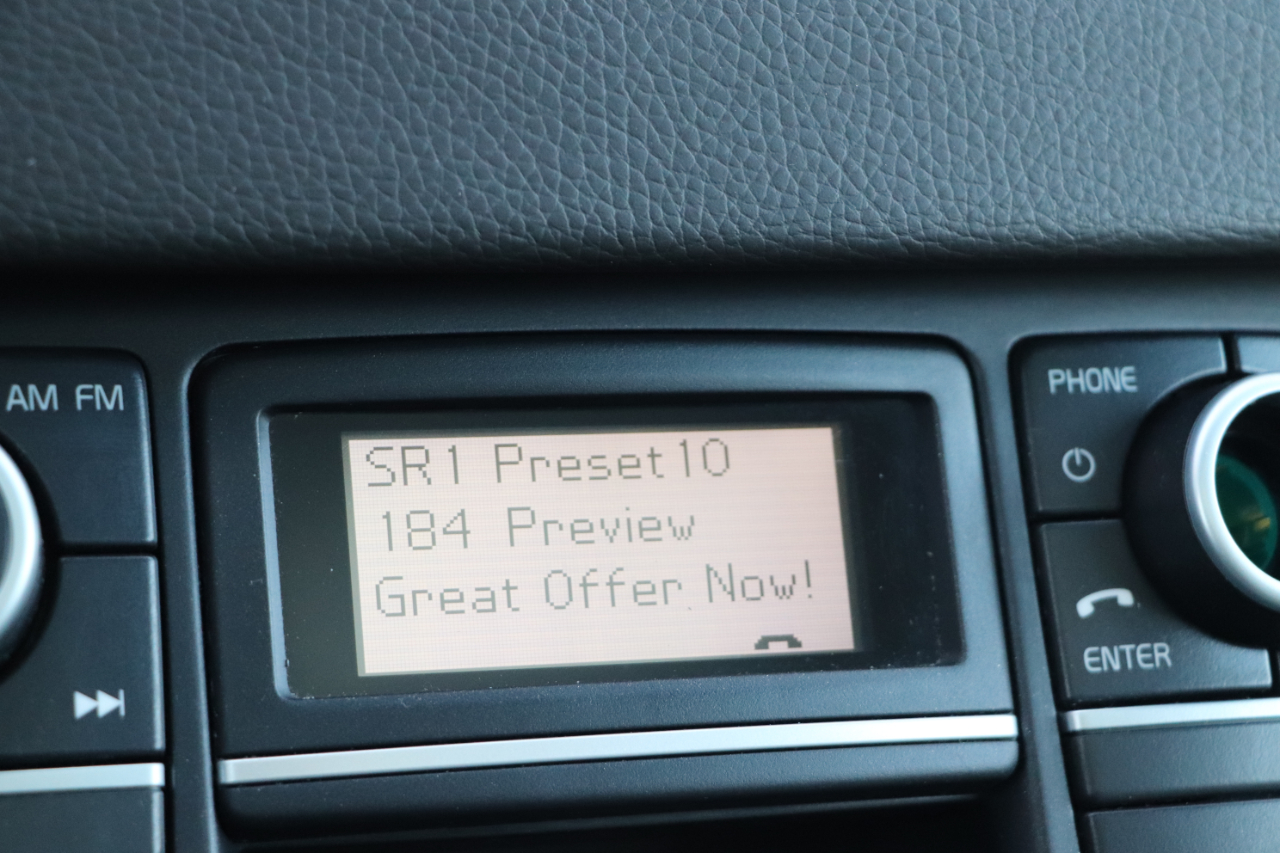 AM FM
SR1 Preset10
184 Preview
Great Offer Now!
PHONE
ENTER